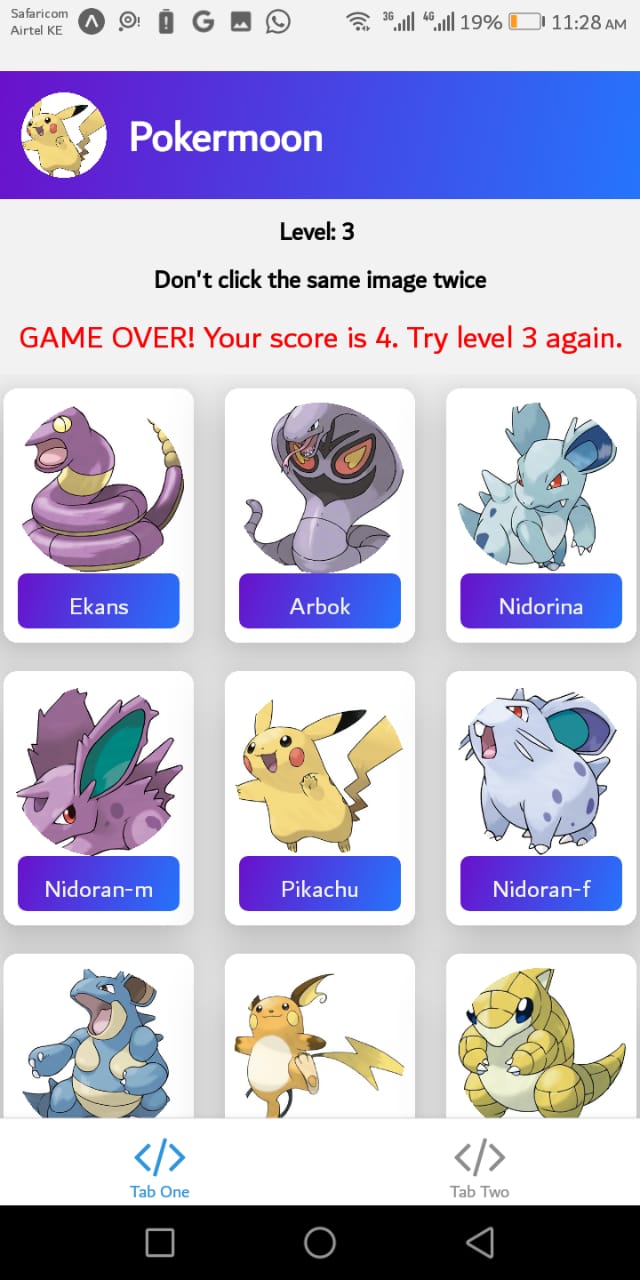 Safaricom
Airtel KE
3G 4G 19% 11:28 AM
Pokermoon
Level: 3
Don't click the same image twice
GAME OVER! Your score is 4. Try level 3 again.
Ekans Arbok Nidorina
Nidoran-m Pikachu Nidoran-f
Tab One Tab Two